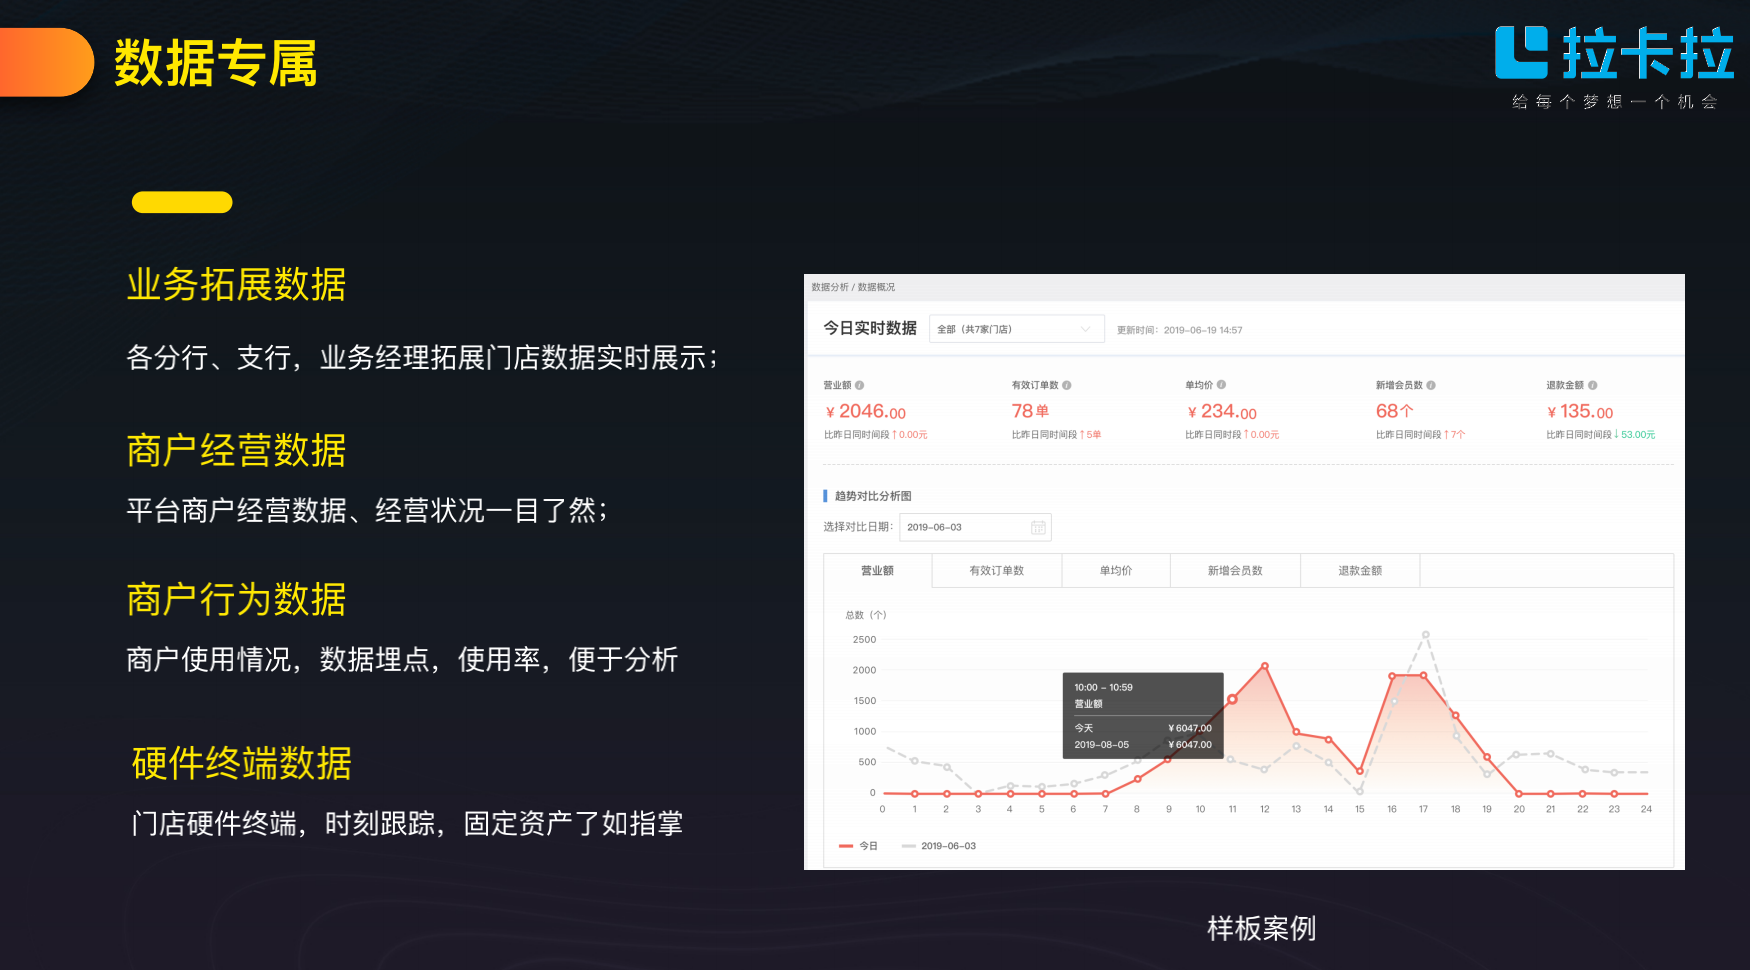 数据专属
拉卡拉
给每个梦想一个机会
业务拓展数据
各分行、支行，业务经理拓展门店数据实时展示；
商户经营数据
平台商户经营数据、经营状况一目了然；
商户行为数据
商户使用情况，数据埋点，使用率，便于分析
硬件终端数据
门店硬件终端，时刻跟踪，固定资产了如指掌
数据分析 / 数据概况
今日实时数据 全部（共7家门店） 更新时间：2019-06-19 14:57
营业额 有效订单数 单均价 新增会员数 退款金额
¥ 2046.00 78单 ¥ 234.00 68个 ¥ 135.00
比昨日同时间段↑0.00元 比昨日同时间段↑5单 比昨日同时段↑0.00元 比昨日同时间段↑7个 比昨日同时间段↓53.00元
趋势对比分析图
选择对比日期： 2019-06-03
营业额 有效订单数 单均价 新增会员数 退款金额
总数（个）
2500
2000
1500
1000
500
0
10:00 - 10:59
营业额
今天 ¥6047.00
2019-08-05 ¥6047.00
0 1 2 3 4 5 6 7 8 9 10 11 12 13 14 15 16 17 18 19 20 21 22 23 24
今日 2019-06-03
样板案例